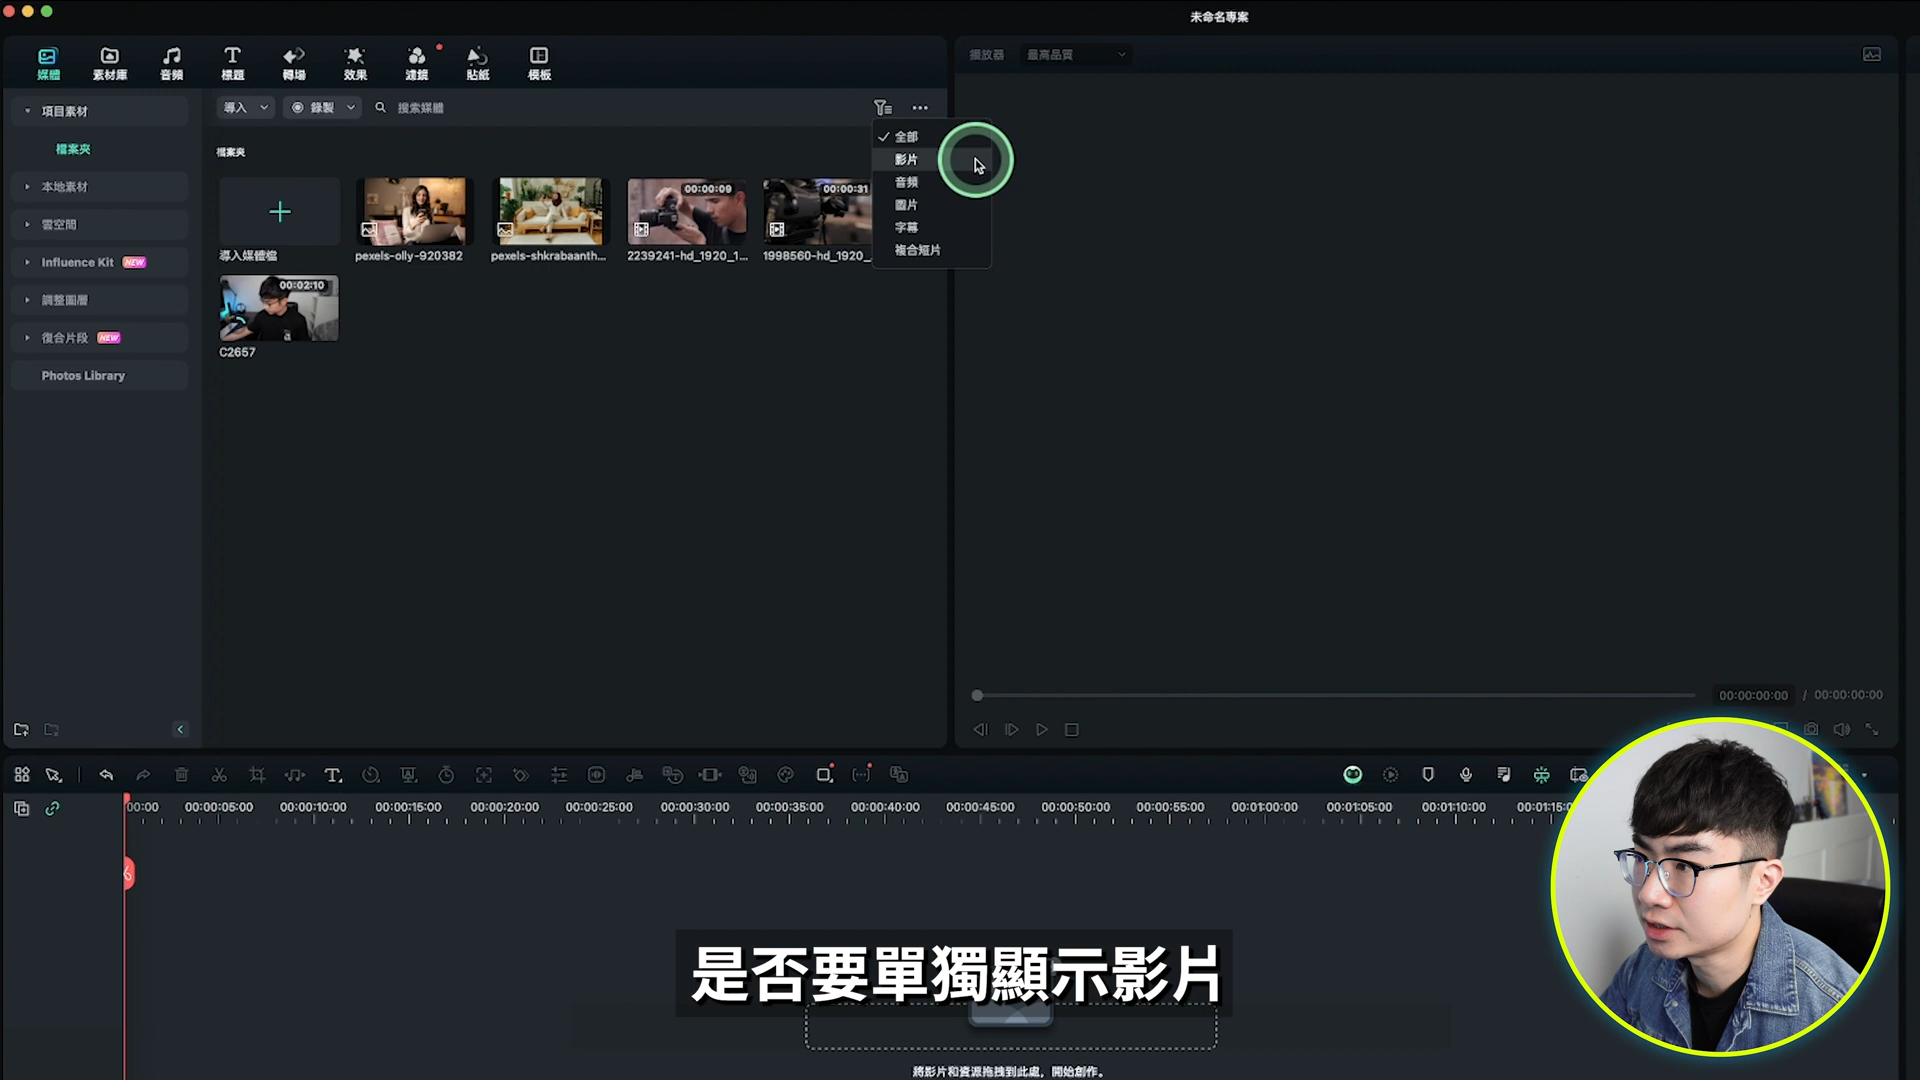 未命名專案
媒體
素材庫
音頻
標題
轉場
效果
濾鏡
貼紙
模板
播放器
最高品質
項目素材
檔案夾
本地素材
雲空間
Influence Kit NEW
調整圖層
復合片段 NEW
Photos Library
導入
錄製
搜索媒體
全部
影片
音頻
圖片
字幕
複合短片
檔案夾
00:00:09
00:00:31
導入媒體檔
pexels-olly-920382
pexels-shkrabaanth...
2239241-hd_1920_1...
1998560-hd_1920_
00:02:10
C2657
00:00:00:00 / 00:00:00:00
00:00
00:00:05:00
00:00:10:00
00:00:15:00
00:00:20:00
00:00:25:00
00:00:30:00
00:00:35:00
00:00:40:00
00:00:45:00
00:00:50:00
00:00:55:00
00:01:00:00
00:01:05:00
00:01:10:00
00:01:15:00
是否要單獨顯示影片
將影片和資源拖拽到此處，開始創作。